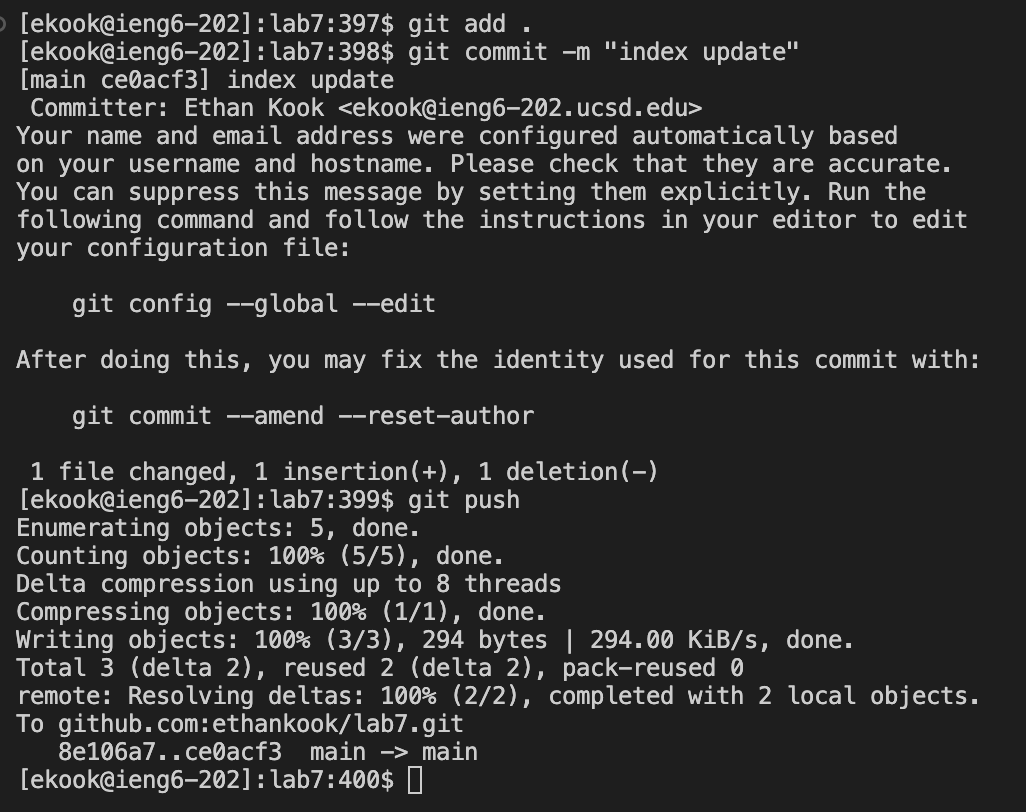 [ekook@ieng6-202]:lab7:397$ git add .
[ekook@ieng6-202]:lab7:398$ git commit -m "index update"
[main ce0acf3] index update
 Committer: Ethan Kook <ekook@ieng6-202.ucsd.edu>
Your name and email address were configured automatically based
on your username and hostname. Please check that they are accurate.
You can suppress this message by setting them explicitly. Run the
following command and follow the instructions in your editor to edit
your configuration file:

    git config --global --edit

After doing this, you may fix the identity used for this commit with:

    git commit --amend --reset-author

 1 file changed, 1 insertion(+), 1 deletion(-)
[ekook@ieng6-202]:lab7:399$ git push
Enumerating objects: 5, done.
Counting objects: 100% (5/5), done.
Delta compression using up to 8 threads
Compressing objects: 100% (1/1), done.
Writing objects: 100% (3/3), 294 bytes | 294.00 KiB/s, done.
Total 3 (delta 2), reused 2 (delta 2), pack-reused 0
remote: Resolving deltas: 100% (2/2), completed with 2 local objects.
To github.com:ethankook/lab7.git
   8e106a7..ce0acf3  main -> main
[ekook@ieng6-202]:lab7:400$